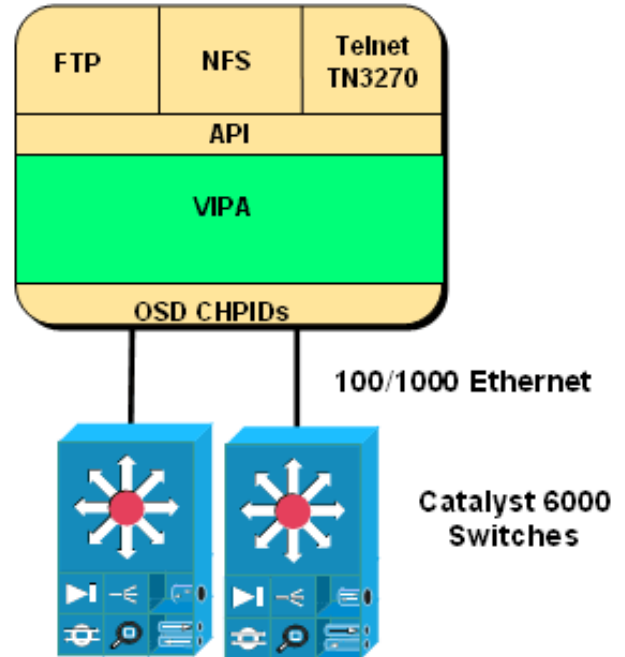 FTP
NFS
Telnet
TN3270
API
VIPA
OSD CHPIDs
100/1000 Ethernet
Catalyst 6000
Switches